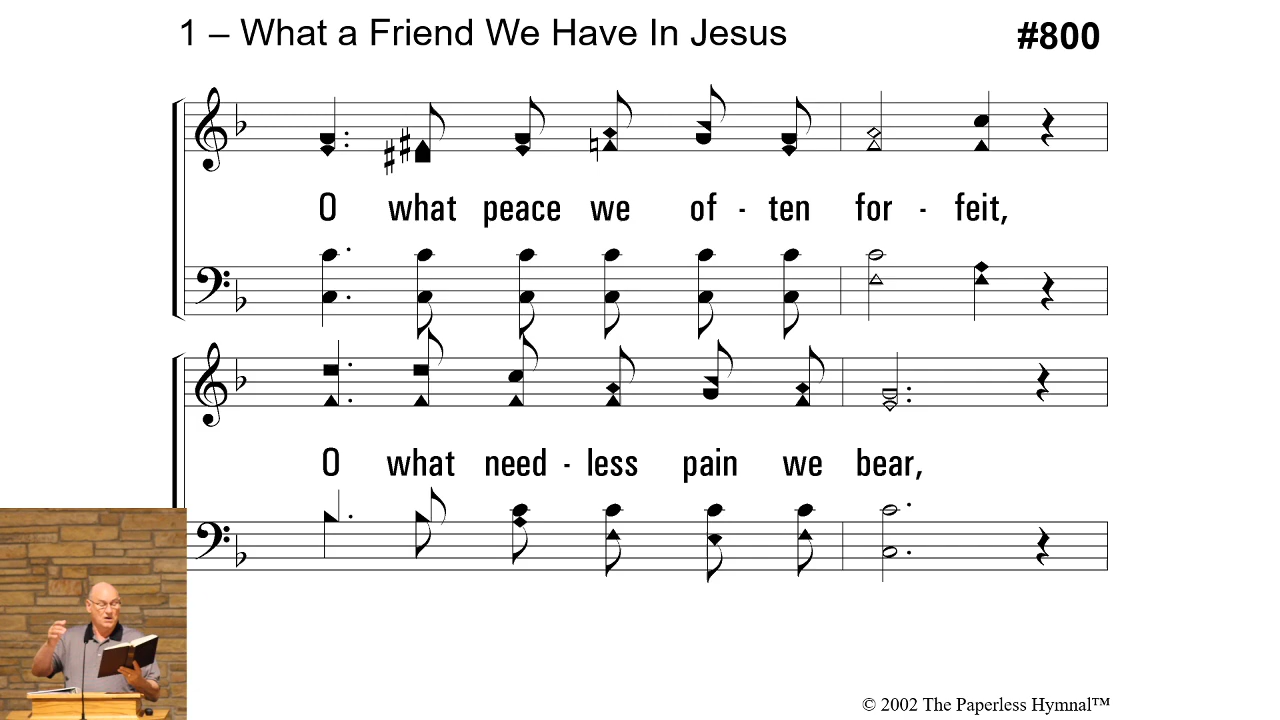 1 – What a Friend We Have In Jesus #800
O what peace we of - ten for - feit,
O what need - less pain we bear,
© 2002 The Paperless Hymnal™